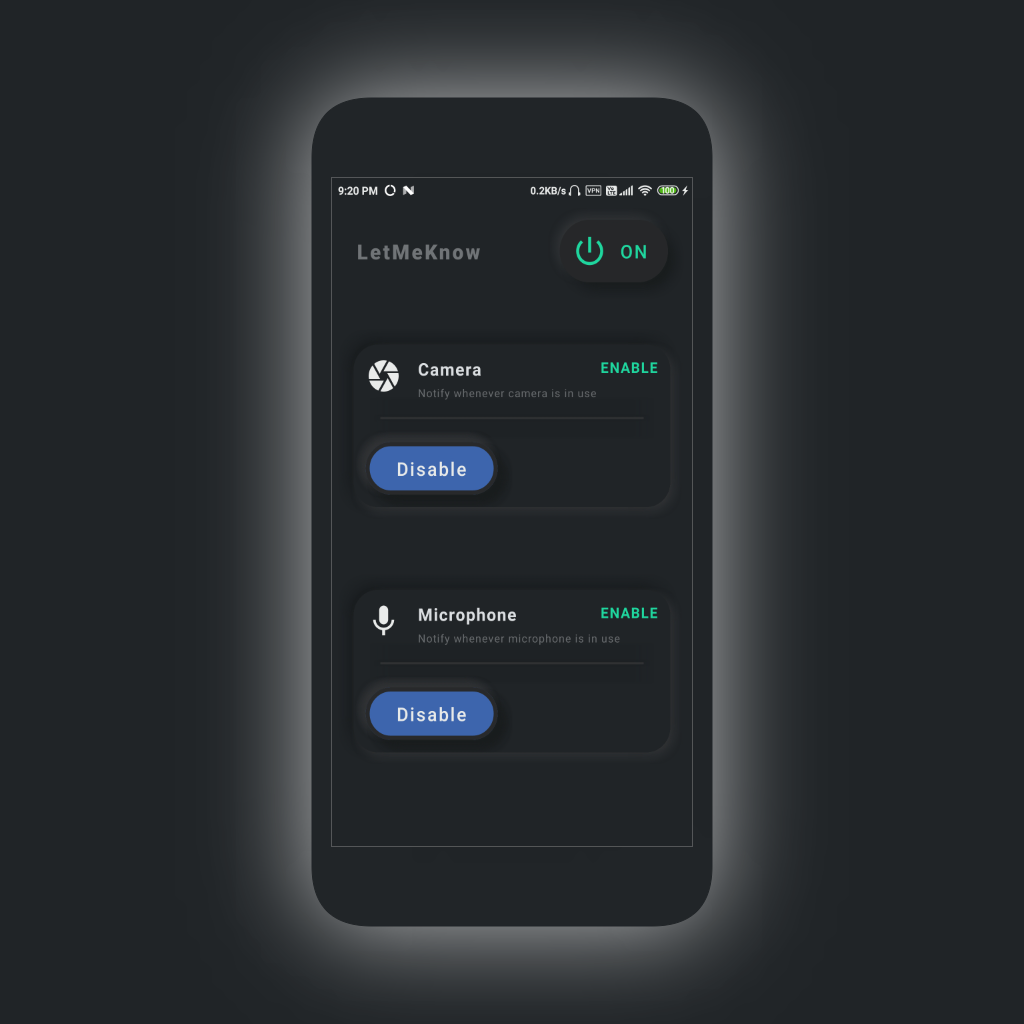 9:20 PM 0.2KB/s VPN 100
LetMeKnow
ON
Camera ENABLE
Notify whenever camera is in use
Disable
Microphone ENABLE
Notify whenever microphone is in use
Disable